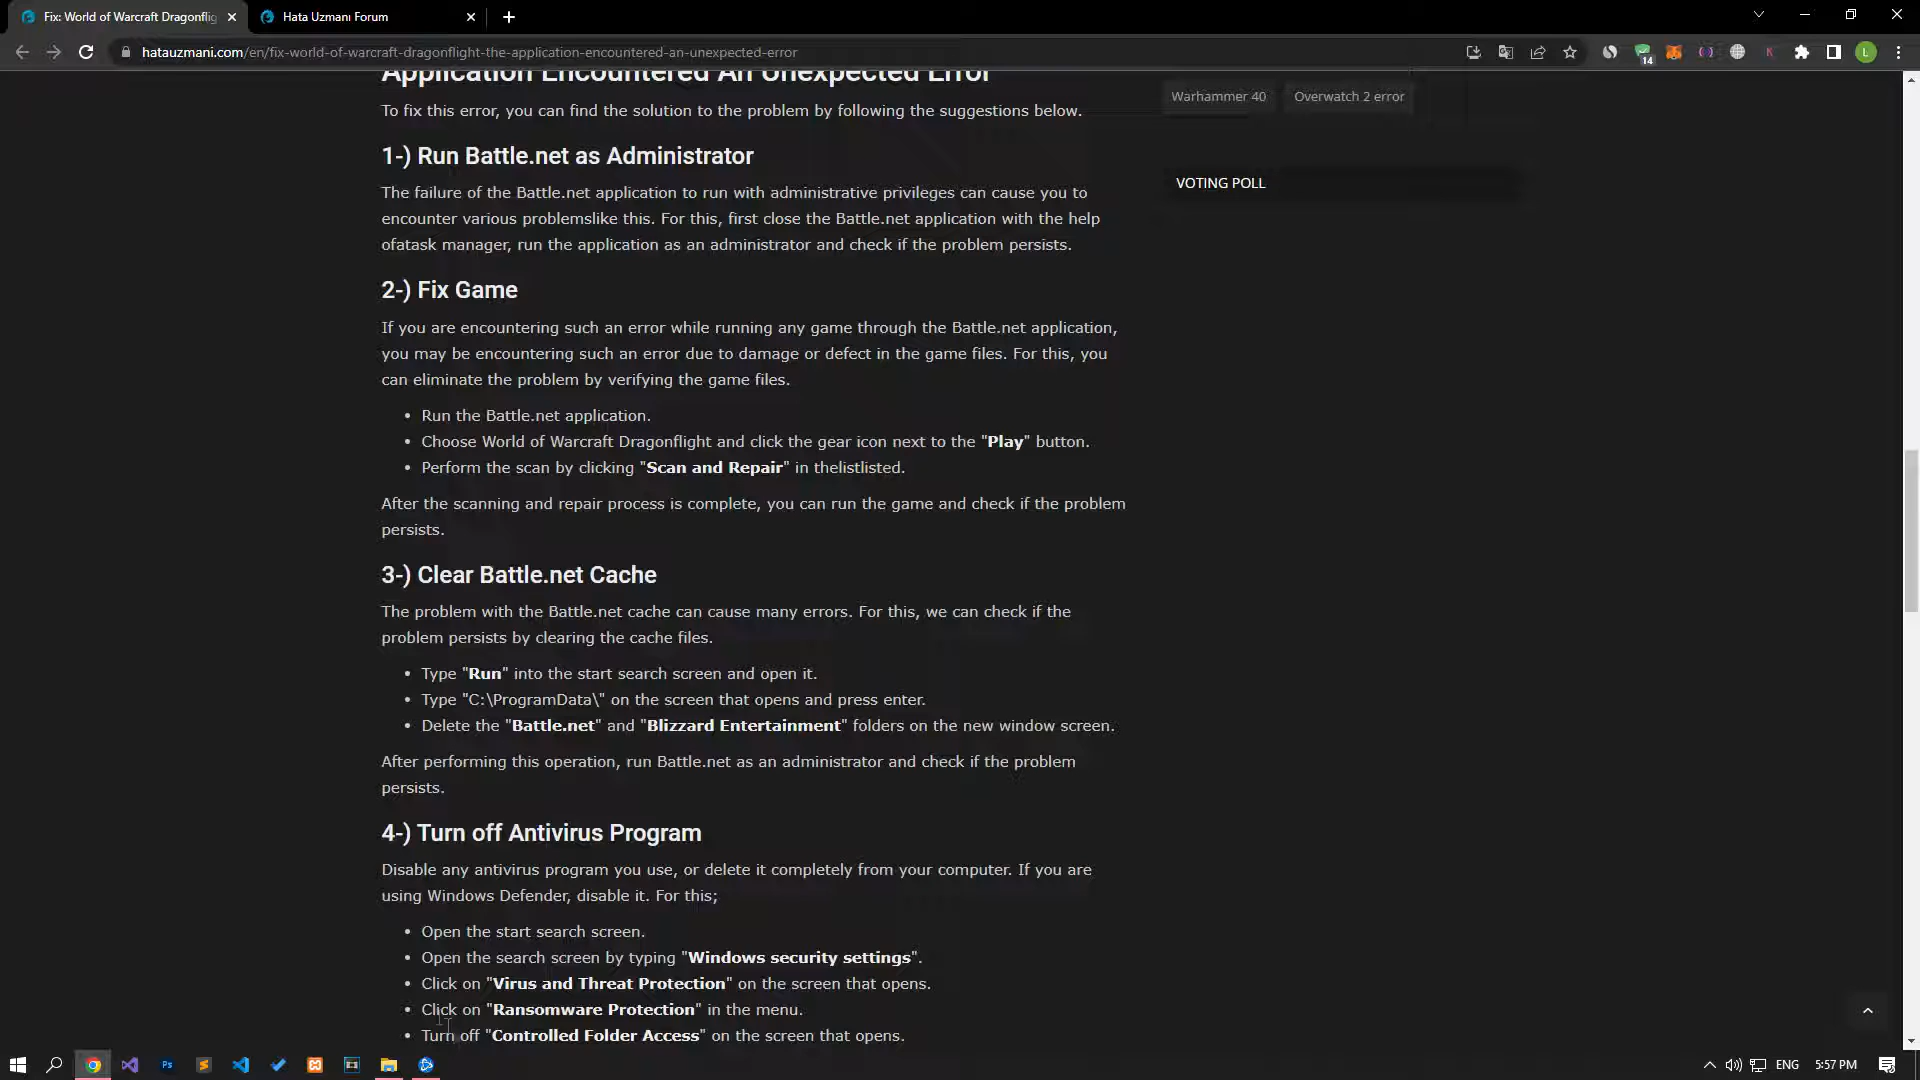 Fix: World of Warcraft Dragonflig
Hata Uzmanı Forum
hatauzmani.com/en/fix-world-of-warcraft-dragonflight-the-application-encountered-an-unexpected-error
14
K
L
Application Encountered An Unexpected Error
To fix this error, you can find the solution to the problem by following the suggestions below.
1-) Run Battle.net as Administrator
The failure of the Battle.net application to run with administrative privileges can cause you to
encounter various problemslike this. For this, first close the Battle.net application with the help
ofatask manager, run the application as an administrator and check if the problem persists.
2-) Fix Game
If you are encountering such an error while running any game through the Battle.net application,
you may be encountering such an error due to damage or defect in the game files. For this, you
can eliminate the problem by verifying the game files.
• Run the Battle.net application.
• Choose World of Warcraft Dragonflight and click the gear icon next to the "Play" button.
• Perform the scan by clicking "Scan and Repair" in thelistlisted.
After the scanning and repair process is complete, you can run the game and check if the problem
persists.
3-) Clear Battle.net Cache
The problem with the Battle.net cache can cause many errors. For this, we can check if the
problem persists by clearing the cache files.
• Type "Run" into the start search screen and open it.
• Type "C:\ProgramData\" on the screen that opens and press enter.
• Delete the "Battle.net" and "Blizzard Entertainment" folders on the new window screen.
After performing this operation, run Battle.net as an administrator and check if the problem
persists.
4-) Turn off Antivirus Program
Disable any antivirus program you use, or delete it completely from your computer. If you are
using Windows Defender, disable it. For this;
• Open the start search screen.
• Open the search screen by typing "Windows security settings".
• Click on "Virus and Threat Protection" on the screen that opens.
• Click on "Ransomware Protection" in the menu.
• Turn off "Controlled Folder Access" on the screen that opens.
Warhammer 40
Overwatch 2 error
VOTING POLL
Ps
ENG
5:57 PM